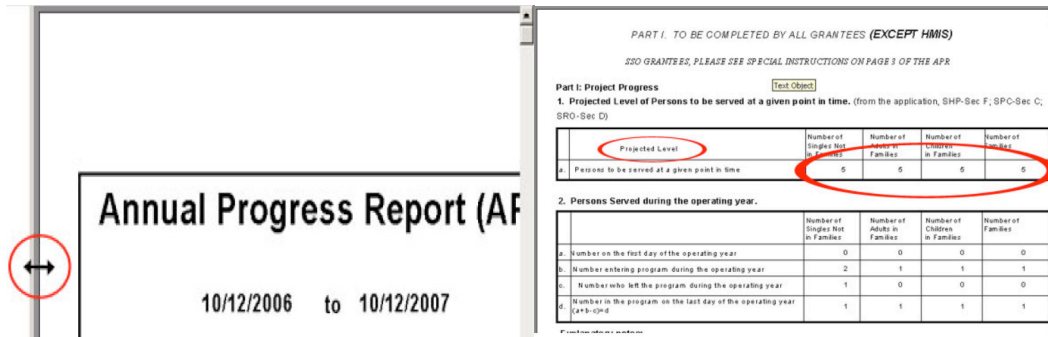 Annual Progress Report (AP
10/12/2006 to 10/12/2007
PART I. TO BE COMPLETED BY ALL GRANTEES (EXCEPT HMIS)
SSO GRANTEES, PLEASE SEE SPECIAL INSTRUCTIONS ON PAGE 3 OF THE APR
Part I: Project Progress
Text Object
1. Projected Level of Persons to be served at a given point in time. (from the application, SHP-Sec F; SPC-Sec C;
SRO-Sec D)
Projected Level
Number of Singles Not in Families
Number of Adults in Families
Number of Children in Families
Number of Families
a. Persons to be served at a given point in time 5 5 5 5
2. Persons Served during the operating year.
Number of Singles Not in Families
Number of Adults in Families
Number of Children in Families
Number of Families
a. Number on the first day of the operating year 0 0 0 0
b. Number entering program during the operating year 2 1 1 1
c. Number who left the program during the operating year 1 0 0 0
d. Number in the program on the last day of the operating year
(a+b-c)=d 1 1 1 1
Explanatory notes: